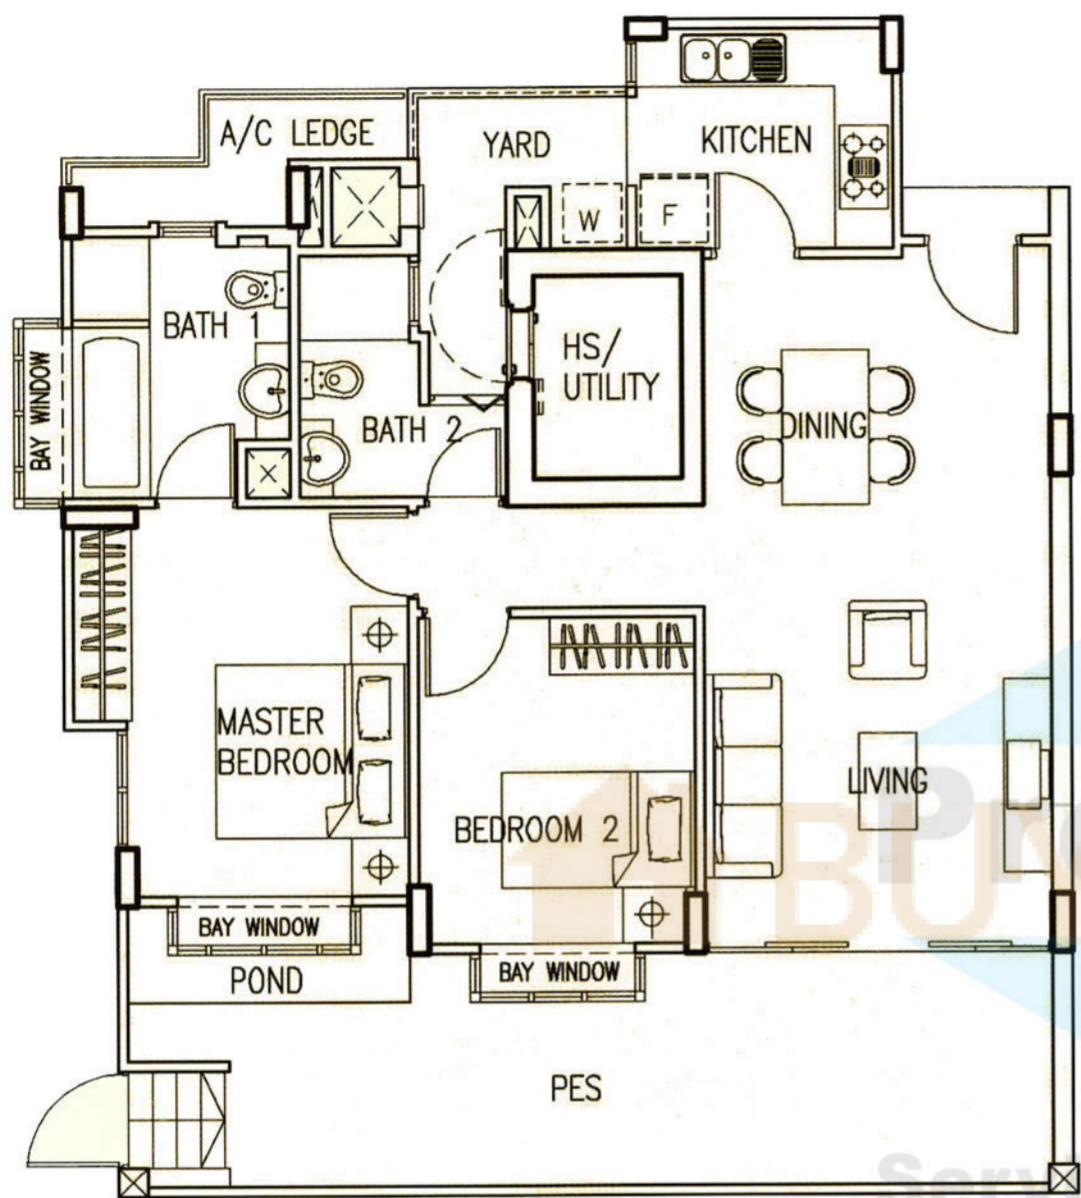 A/C LEDGE
YARD
KITCHEN
W
F
BATH 1
HS/
UTILITY
BAY WINDOW
BATH 2
DINING
MASTER
BEDROOM
LIVING
BEDROOM 2
BAY WINDOW
BAY WINDOW
POND
PES